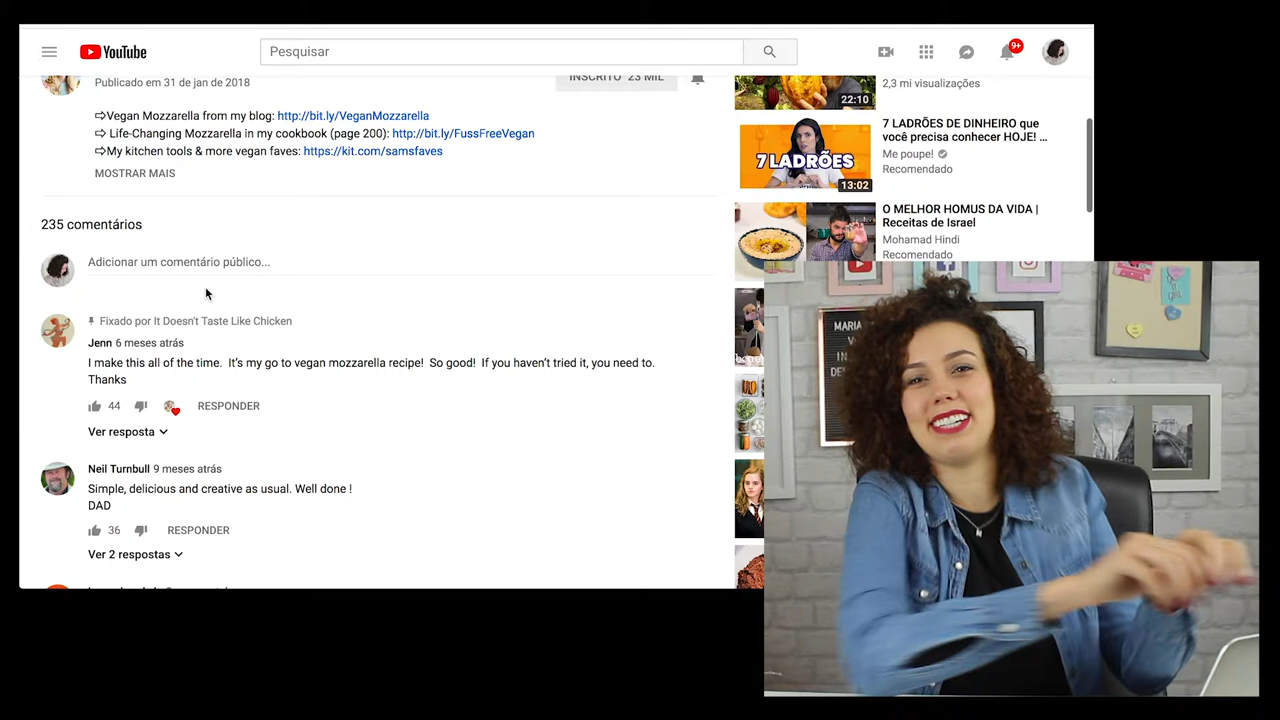 YouTube
Pesquisar
9+
Publicado em 31 de jan de 2018
INSCRITO 23 MIL
⇨Vegan Mozzarella from my blog: http://bit.ly/VeganMozzarella
⇨ Life-Changing Mozzarella in my cookbook (page 200): http://bit.ly/FussFreeVegan
⇨My kitchen tools & more vegan faves: https://kit.com/samsfaves
MOSTRAR MAIS
235 comentários
Adicionar um comentário público...
Fixado por It Doesn't Taste Like Chicken
Jenn 6 meses atrás
I make this all of the time. It's my go to vegan mozzarella recipe! So good! If you haven't tried it, you need to.
Thanks
44 RESPONDER
Ver resposta
Neil Turnbull 9 meses atrás
Simple, delicious and creative as usual. Well done !
DAD
36 RESPONDER
Ver 2 respostas
22:10
2,3 mi visualizações
7 LADRÕES
13:02
7 LADRÕES DE DINHEIRO que
você precisa conhecer HOJE! ...
Me poupe!
Recomendado
O MELHOR HOMUS DA VIDA |
Receitas de Israel
Mohamad Hindi
Recomendado
MARIA